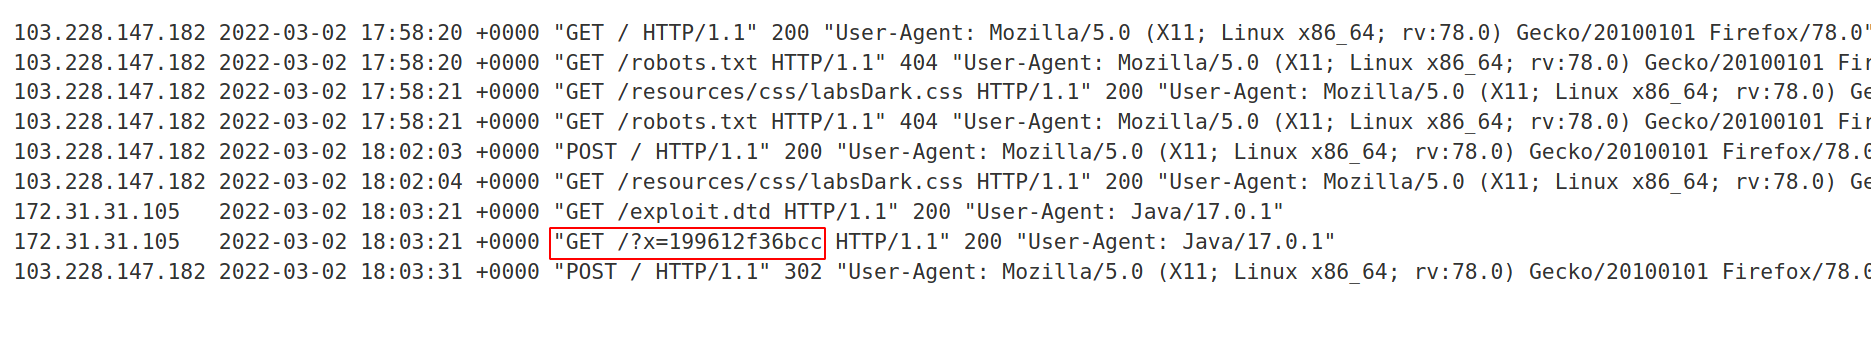 103.228.147.182 2022-03-02 17:58:20 +0000 "GET / HTTP/1.1" 200 "User-Agent: Mozilla/5.0 (X11; Linux x86_64; rv:78.0) Gecko/20100101 Firefox/78.0"
103.228.147.182 2022-03-02 17:58:20 +0000 "GET /robots.txt HTTP/1.1" 404 "User-Agent: Mozilla/5.0 (X11; Linux x86_64; rv:78.0) Gecko/20100101 Fir
103.228.147.182 2022-03-02 17:58:21 +0000 "GET /resources/css/labsDark.css HTTP/1.1" 200 "User-Agent: Mozilla/5.0 (X11; Linux x86_64; rv:78.0) Ge
103.228.147.182 2022-03-02 17:58:21 +0000 "GET /robots.txt HTTP/1.1" 404 "User-Agent: Mozilla/5.0 (X11; Linux x86_64; rv:78.0) Gecko/20100101 Fir
103.228.147.182 2022-03-02 18:02:03 +0000 "POST / HTTP/1.1" 200 "User-Agent: Mozilla/5.0 (X11; Linux x86_64; rv:78.0) Gecko/20100101 Firefox/78.0
103.228.147.182 2022-03-02 18:02:04 +0000 "GET /resources/css/labsDark.css HTTP/1.1" 200 "User-Agent: Mozilla/5.0 (X11; Linux x86_64; rv:78.0) Ge
172.31.31.105   2022-03-02 18:03:21 +0000 "GET /exploit.dtd HTTP/1.1" 200 "User-Agent: Java/17.0.1"
172.31.31.105   2022-03-02 18:03:21 +0000 "GET /?x=199612f36bcc HTTP/1.1" 200 "User-Agent: Java/17.0.1"
103.228.147.182 2022-03-02 18:03:31 +0000 "POST / HTTP/1.1" 302 "User-Agent: Mozilla/5.0 (X11; Linux x86_64; rv:78.0) Gecko/20100101 Firefox/78.0